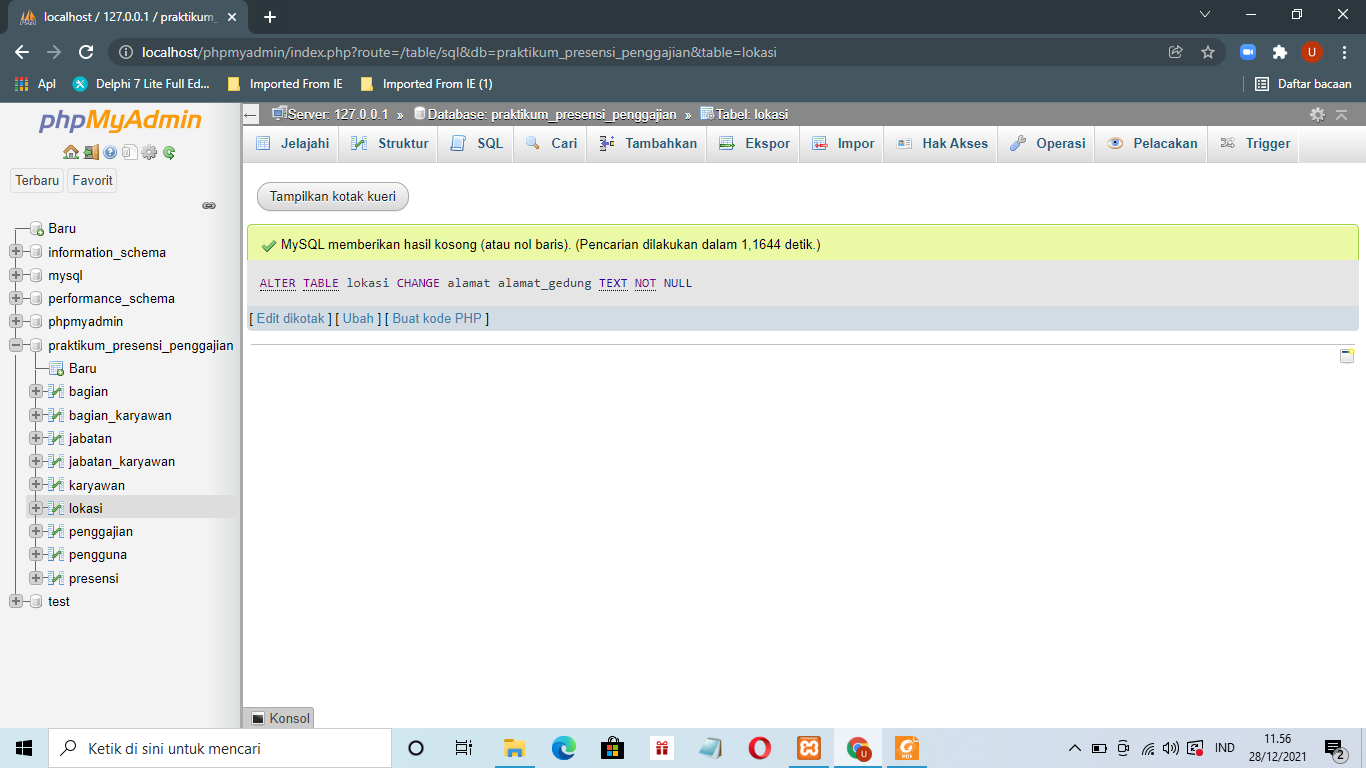 localhost / 127.0.0.1 / praktikum_
localhost/phpmyadmin/index.php?route=/table/sql&db=praktikum_presensi_penggajian&table=lokasi
U
Apl Delphi 7 Lite Full Ed... Imported From IE Imported From IE (1) Daftar bacaan
phpMyAdmin
Terbaru Favorit
Baru
information_schema
mysql
performance_schema
phpmyadmin
praktikum_presensi_penggajian
Baru
bagian
bagian_karyawan
jabatan
jabatan_karyawan
karyawan
lokasi
penggajian
pengguna
presensi
test
Server: 127.0.0.1 » Database: praktikum_presensi_penggajian » Tabel: lokasi
Jelajahi Struktur SQL Cari Tambahkan Ekspor Impor Hak Akses Operasi Pelacakan Trigger
Tampilkan kotak kueri
MySQL memberikan hasil kosong (atau nol baris). (Pencarian dilakukan dalam 1,1644 detik.)
ALTER TABLE lokasi CHANGE alamat alamat_gedung TEXT NOT NULL
[ Edit dikotak ] [ Ubah ] [ Buat kode PHP ]
Konsol
Ketik di sini untuk mencari
U
PDF
IND
11.56
28/12/2021
2